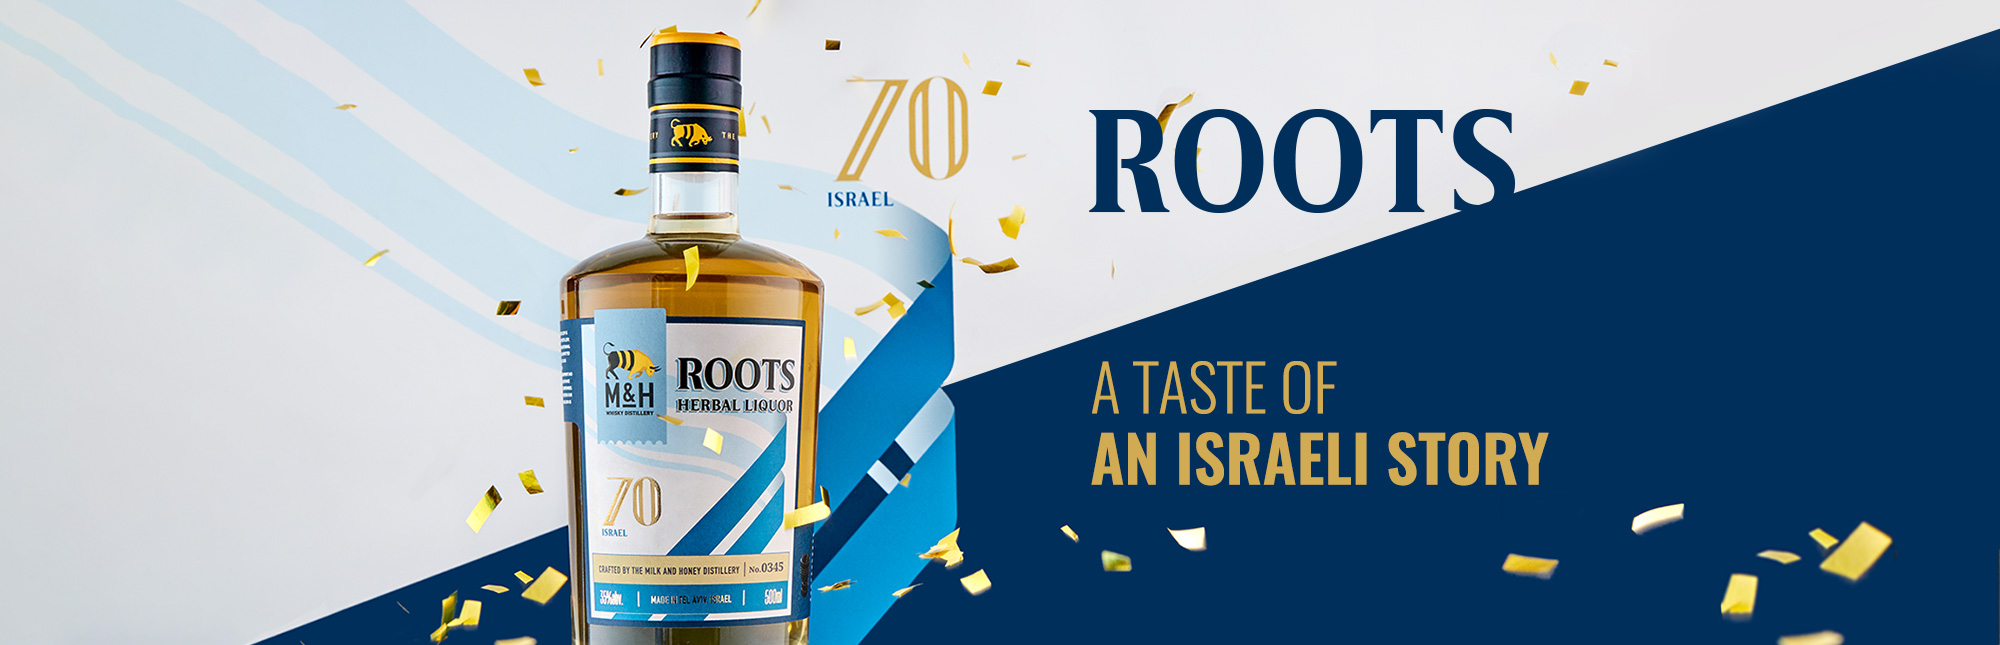 THE
70
ISRAEL
ROOTS
A TASTE OF
AN ISRAELI STORY
M&H
WHISKY DISTILLERY
ROOTS
HERBAL LIQUOR
70
ISRAEL
CRAFTED BY THE MILK AND HONEY DISTILLERY | No.0345
MADE IN TEL AVIV ISRAEL | 500ml